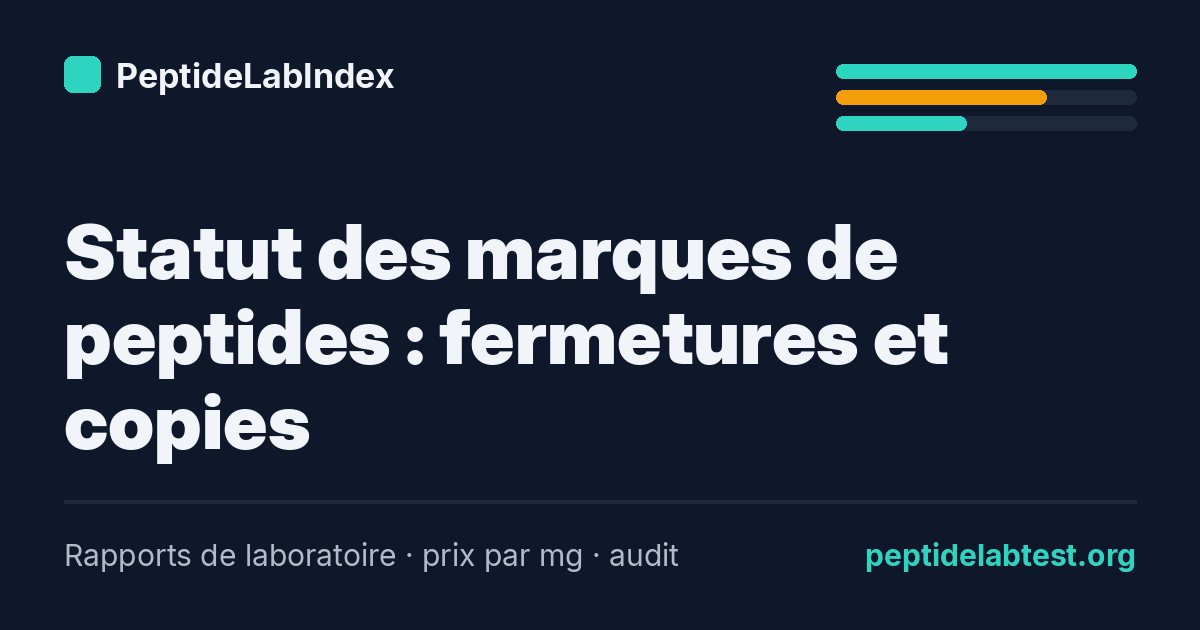 PeptideLabIndex
Statut des marques de
peptides : fermetures et
copies
Rapports de laboratoire · prix par mg · audit
peptidelabtest.org